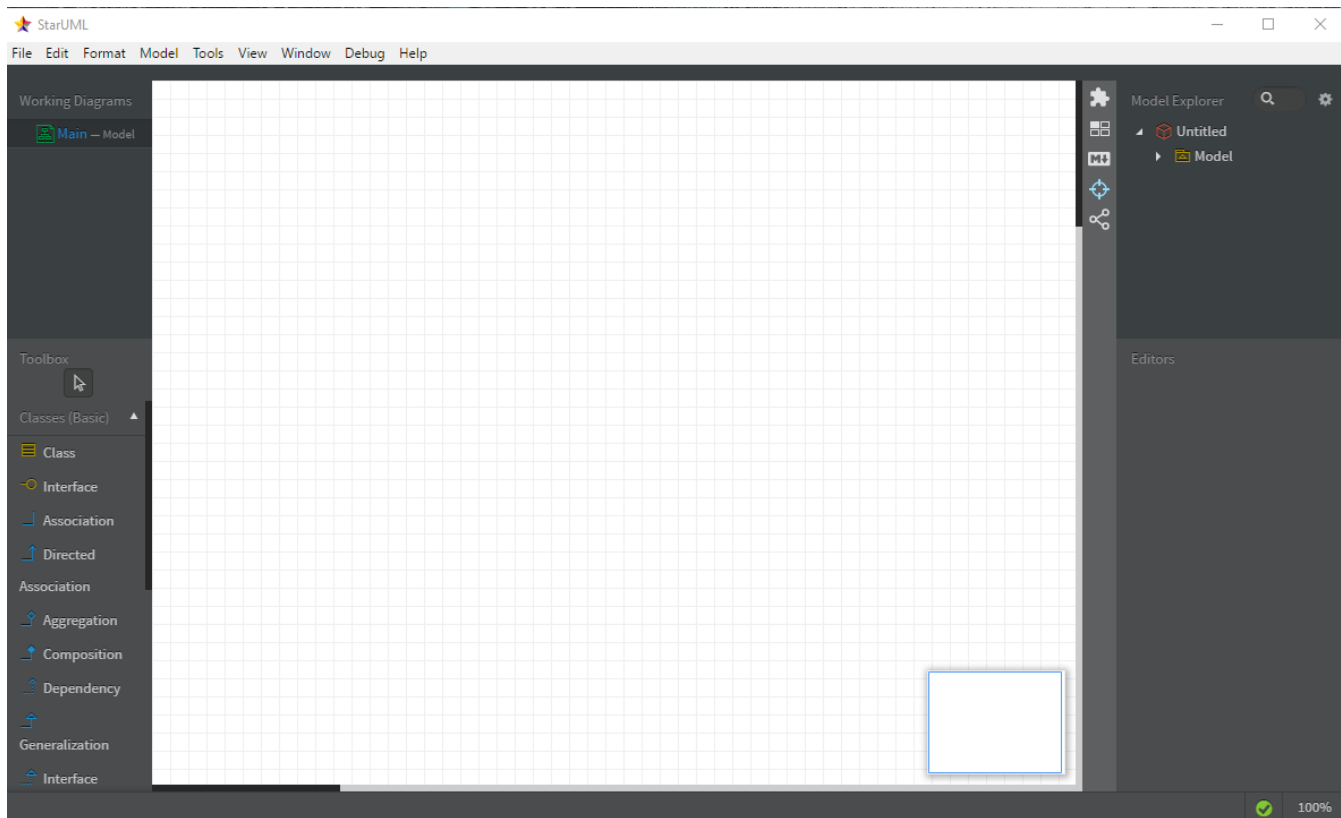 StarUML
File Edit Format Model Tools View Window Debug Help
Working Diagrams
Main — Model
Toolbox
Classes (Basic)
Class
Interface
Association
Directed
Association
Aggregation
Composition
Dependency
Generalization
Interface
M
Model Explorer
Untitled
Model
Editors
100%